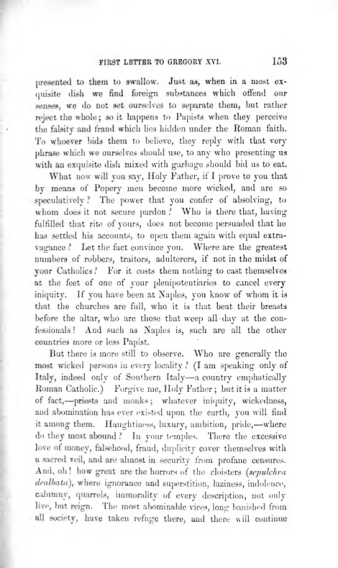 FIRST LETTER TO GREGORY XVI. 153
presented to them to swallow. Just as, when in a most ex-
quisite dish we find foreign substances which offend our
senses, we do not set ourselves to separate them, but rather
reject the whole; so it happens to Papists when they perceive
the falsity and fraud which lies hidden under the Roman faith.
To whoever bids them to believe, they reply with that very
phrase which we ourselves should use, to any who presenting us
with an exquisite dish mixed with garbage should bid us to eat.
What now will you say, Holy Father, if I prove to you that
by means of Popery men become more wicked, and are so
speculatively? The power that you confer of absolving, to
whom does it not secure pardon? Who is there that, having
fulfilled that rite of yours, does not become persuaded that he
has settled his accounts, to open them again with equal extra-
vagance? Let the fact convince you. Where are the greatest
numbers of robbers, traitors, adulterers, if not in the midst of
your Catholics? For it costs them nothing to cast themselves
at the feet of one of your plenipotentiaries to cancel every
iniquity. If you have been at Naples, you know of whom it is
that the churches are full, who it is that beat their breasts
before the altar, who are those that weep all day at the con-
fessionals! And such as Naples is, such are all the other
countries more or less Papist.
But there is more still to observe. Who are generally the
most wicked persons in every locality? (I am speaking only of
Italy, indeed only of Southern Italy—a country emphatically
Roman Catholic.) Forgive me, Holy Father; but it is a matter
of fact,—priests and monks; whatever iniquity, wickedness,
and abomination has ever existed upon the earth, you will find
it among them. Haughtiness, luxury, ambition, pride,—where
do they most abound? In your temples. There the excessive
love of money, falsehood, fraud, duplicity cover themselves with
a sacred veil, and are almost in security from profane censures.
And, oh! how great are the horrors of the cloisters (sepulchra
dealbata), where ignorance and superstition, laziness, indolence,
calumny, quarrels, immorality of every description, not only
live, but reign. The most abominable vices, long banished from
all society, have taken refuge there, and there will continue